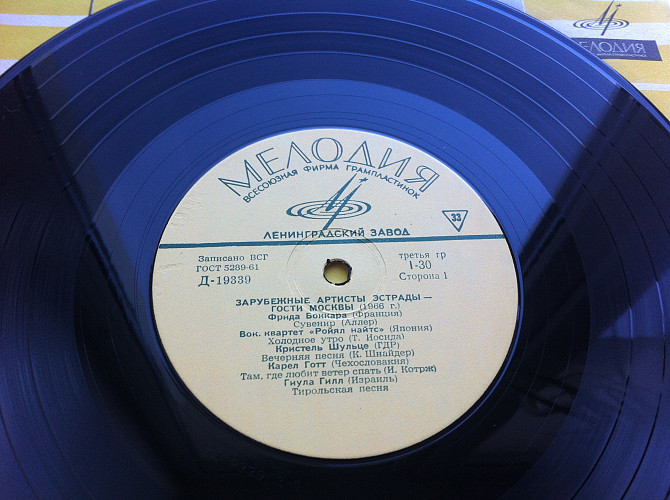 МЕЛОДИЯ
МЕЛОДИЯ
ВСЕСОЮЗНАЯ ФИРМА ГРАМПЛАСТИНОК
33
ЛЕНИНГРАДСКИЙ ЗАВОД
Записано ВСГ
ГОСТ 5289-61
Д-19339
третья гр
1-30
Сторона 1
ЗАРУБЕЖНЫЕ АРТИСТЫ ЭСТРАДЫ —
ГОСТИ МОСКВЫ (1966 г.)
Фрида Боккара (Франция)
Сувенир (Аллер)
Вок. квартет «Ройял найтс» (Япония)
Холодное утро (Т. Иосида)
Кристель Шульце (ГДР)
Вечерняя песня (К. Шнайдер)
Карел Готт (Чехословакия)
Там, где любит ветер спать (И. Котрж)
Гиула Гилл (Израиль)
Тирольская песня